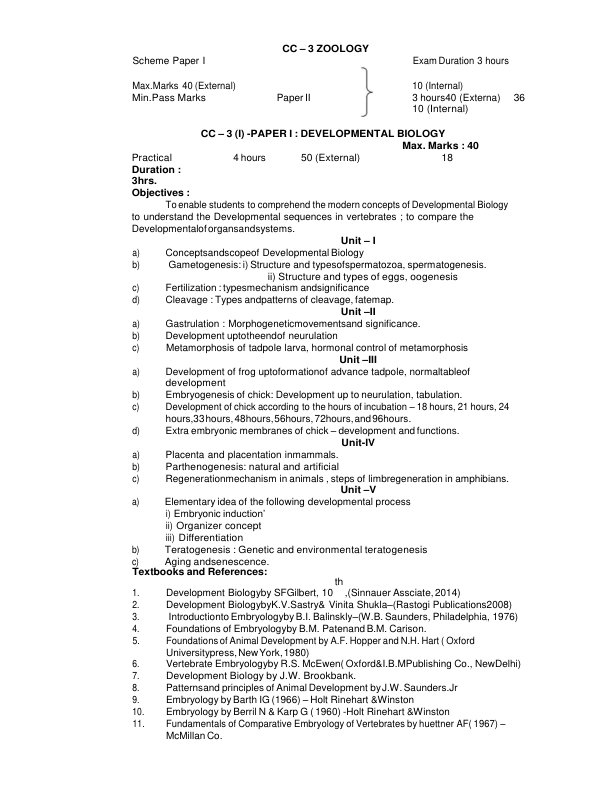 CC – 3 ZOOLOGY
Scheme Paper I Exam Duration 3 hours
Max.Marks 40 (External) 10 (Internal)
Min.Pass Marks Paper II 3 hours40 (Externa) 36
10 (Internal)
CC – 3 (I) -PAPER I : DEVELOPMENTAL BIOLOGY
Max. Marks : 40
Practical 4 hours 50 (External) 18
Duration :
3hrs.
Objectives :
To enable students to comprehend the modern concepts of Developmental Biology
to understand the Developmental sequences in vertebrates ; to compare the
Developmentalof organsandsystems.
Unit – I
a) Conceptsandscopeof Developmental Biology
b) Gametogenesis: i) Structure and typesofspermatozoa, spermatogenesis.
ii) Structure and types of eggs, oogenesis
c) Fertilization : typesmechanism andsignificance
d) Cleavage : Types andpatterns of cleavage, fatemap.
Unit –II
a) Gastrulation : Morphogeneticmovementsand significance.
b) Development uptotheendof neurulation
c) Metamorphosis of tadpole larva, hormonal control of metamorphosis
Unit –III
a) Development of frog uptoformationof advance tadpole, normaltableof
development
b) Embryogenesis of chick: Development up to neurulation, tabulation.
c) Development of chick according to the hours of incubation – 18 hours, 21 hours, 24
hours,33hours, 48hours,56hours, 72hours, and 96hours.
d) Extra embryonic membranes of chick – development and functions.
Unit-IV
a) Placenta and placentation inmammals.
b) Parthenogenesis: natural and artificial
c) Regenerationmechanism in animals , steps of limbregeneration in amphibians.
Unit –V
a) Elementary idea of the following developmental process
i) Embryonic induction’
ii) Organizer concept
iii) Differentiation
b) Teratogenesis : Genetic and environmental teratogenesis
c) Aging andsenescence.
Textbooks and References:
th
1. Development Biologyby SFGilbert, 10 ,(Sinnauer Assciate, 2014)
2. Development BiologybyK.V.Sastry& Vinita Shukla–(Rastogi Publications2008)
3. Introductionto Embryologyby B.I. Balinskly–(W.B. Saunders, Philadelphia, 1976)
4. Foundations of Embryologyby B.M. Patenand B.M. Carison.
5. Foundations of Animal Development by A.F. Hopper and N.H. Hart ( Oxford
Universitypress, New York, 1980)
6. Vertebrate Embryologyby R.S. McEwen( Oxford&I.B.MPublishing Co., NewDelhi)
7. Development Biology by J.W. Brookbank.
8. Patternsand principles of Animal Development by J.W. Saunders.Jr
9. Embryology by Barth IG (1966) – Holt Rinehart &Winston
10. Embryology by Berril N & Karp G ( 1960) -Holt Rinehart &Winston
11. Fundamentals of Comparative Embryology of Vertebrates by huettner AF( 1967) –
McMillan Co.